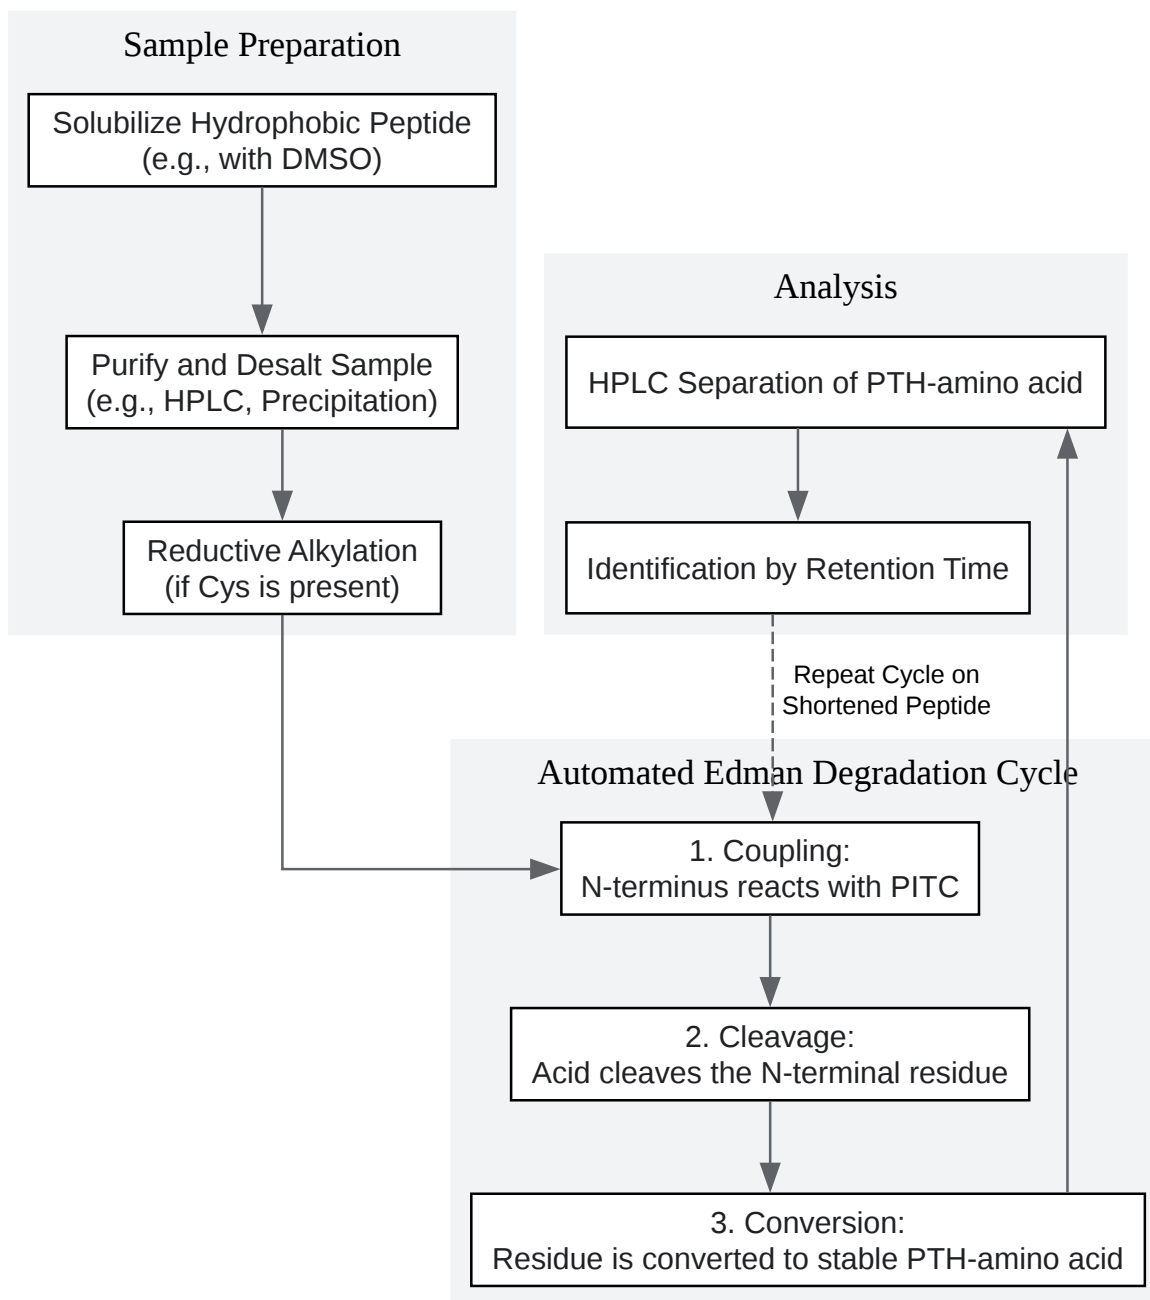 Sample Preparation
Solubilize Hydrophobic Peptide
(e.g., with DMSO)
Purify and Desalt Sample
(e.g., HPLC, Precipitation)
Reductive Alkylation
(if Cys is present)
Analysis
HPLC Separation of PTH-amino acid
Identification by Retention Time
Repeat Cycle on
Shortened Peptide
Automated Edman Degradation Cycle
1. Coupling:
N-terminus reacts with PITC
2. Cleavage:
Acid cleaves the N-terminal residue
3. Conversion:
Residue is converted to stable PTH-amino acid